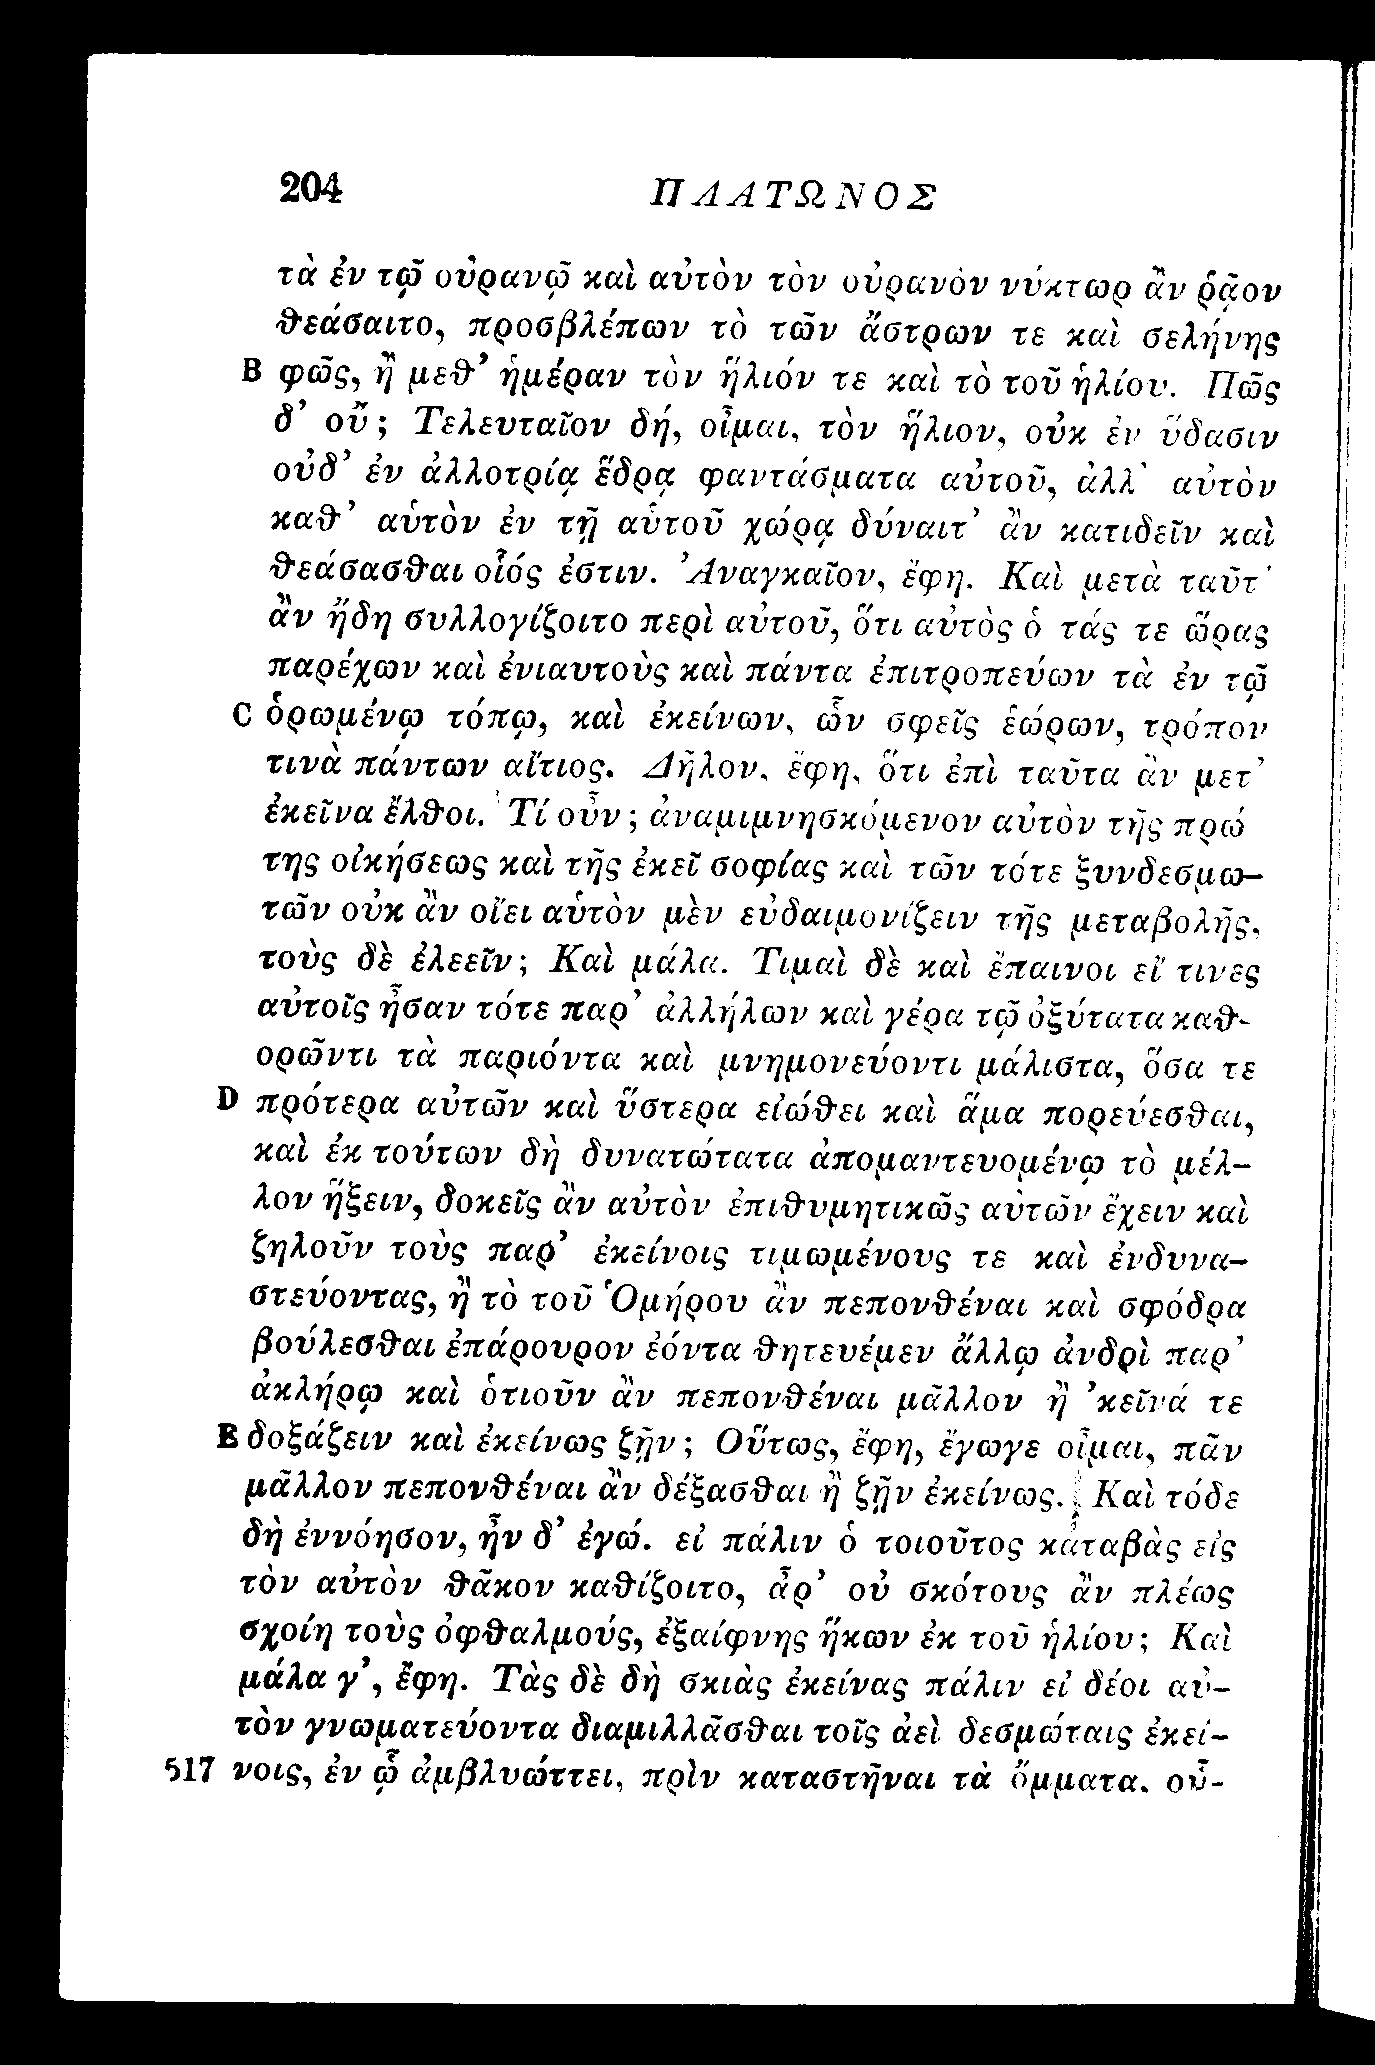 204 ΠΛΑΤΩΝΟΣ
τὰ ἐν τῷ οὐρανῷ καὶ αὐτὸν τὸν οὐρανὸν νύκτωρ ἂν ῥᾷον
θεάσαιτο, προσβλέπων τὸ τῶν ἄστρων τε καὶ σελήνης
B φῶς, ἢ μεθ’ ἡμέραν τὸν ἥλιόν τε καὶ τὸ τοῦ ἡλίου. Πῶς
δ’ οὔ; Τελευταῖον δή, οἶμαι, τὸν ἥλιον, οὐκ ἐν ὕδασιν
οὐδ’ ἐν ἀλλοτρίᾳ ἕδρᾳ φαντάσματα αὐτοῦ, ἀλλ’ αὐτὸν
καθ’ αὑτὸν ἐν τῇ αὑτοῦ χώρᾳ δύναιτ’ ἂν κατιδεῖν καὶ
θεάσασθαι οἷός ἐστιν. Ἀναγκαῖον, ἔφη. Καὶ μετὰ ταῦτ’
ἂν ἤδη συλλογίζοιτο περὶ αὐτοῦ, ὅτι αὐτὸς ὁ τάς τε ὥρας
παρέχων καὶ ἐνιαυτοὺς καὶ πάντα ἐπιτροπεύων τὰ ἐν τῷ
C ὁρωμένῳ τόπῳ, καὶ ἐκείνων, ὧν σφεῖς ἑώρων, τρόπον
τινὰ πάντων αἴτιος. Δῆλον, ἔφη, ὅτι ἐπὶ ταῦτα ἂν μετ’
ἐκεῖνα ἔλθοι. Τί οὖν; ἀναμιμνησκόμενον αὐτὸν τῆς πρώ
της οἰκήσεως καὶ τῆς ἐκεῖ σοφίας καὶ τῶν τότε ξυνδεσμω-
τῶν οὐκ ἂν οἴει αὑτὸν μὲν εὐδαιμονίζειν τῆς μεταβολῆς,
τοὺς δὲ ἐλεεῖν; Καὶ μάλα. Τιμαὶ δὲ καὶ ἔπαινοι εἴ τινες
αὐτοῖς ἦσαν τότε παρ’ ἀλλήλων καὶ γέρα τῷ ὀξύτατα καθ-
ορῶντι τὰ παριόντα καὶ μνημονεύοντι μάλιστα, ὅσα τε
D πρότερα αὐτῶν καὶ ὕστερα εἰώθει καὶ ἅμα πορεύεσθαι,
καὶ ἐκ τούτων δὴ δυνατώτατα ἀπομαντευομένῳ τὸ μέλ-
λον ἥξειν, δοκεῖς ἂν αὐτὸν ἐπιθυμητικῶς αὐτῶν ἔχειν καὶ
ζηλοῦν τοὺς παρ’ ἐκείνοις τιμωμένους τε καὶ ἐνδυνα-
στεύοντας, ἢ τὸ τοῦ Ὁμήρου ἂν πεπονθέναι καὶ σφόδρα
βούλεσθαι ἐπάρουρον ἐόντα θητευέμεν ἄλλῳ ἀνδρὶ παρ’
ἀκλήρῳ καὶ ὁτιοῦν ἂν πεπονθέναι μᾶλλον ἢ ’κεῖνά τε
E δοξάζειν καὶ ἐκείνως ζῆν; Οὕτως, ἔφη, ἔγωγε οἶμαι, πᾶν
μᾶλλον πεπονθέναι ἂν δέξασθαι ἢ ζῆν ἐκείνως. Καὶ τόδε
δὴ ἐννόησον, ἦν δ’ ἐγώ. εἰ πάλιν ὁ τοιοῦτος καταβὰς εἰς
τὸν αὐτὸν θᾶκον καθίζοιτο, ἆρ’ οὐ σκότους ἂν πλέως
σχοίη τοὺς ὀφθαλμούς, ἐξαίφνης ἥκων ἐκ τοῦ ἡλίου; Καὶ
μάλα γ’, ἔφη. Τὰς δὲ δὴ σκιὰς ἐκείνας πάλιν εἰ δέοι αὐ-
τὸν γνωματεύοντα διαμιλλᾶσθαι τοῖς ἀεὶ δεσμώταις ἐκεί-
517 νοις, ἐν ᾧ ἀμβλυώττει, πρὶν καταστῆναι τὰ ὄμματα, οὗ-